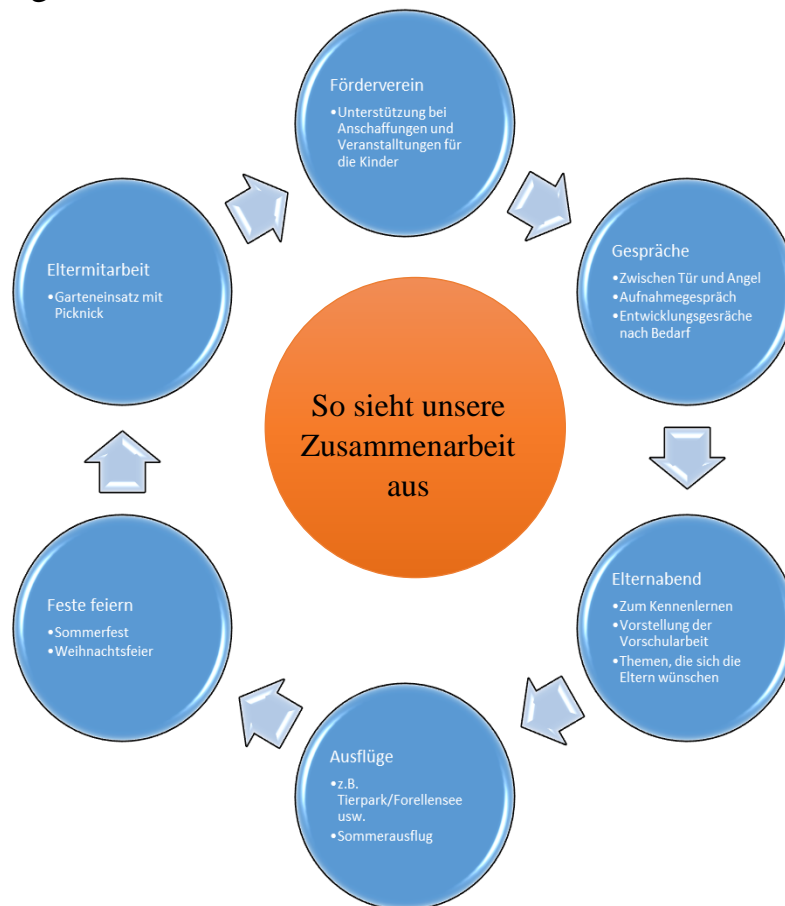 g
Förderverein
•Unterstützung bei
Anschaffungen und
Veranstalltungen für
die Kinder
Gespräche
•Zwischen Tür und Angel
•Aufnahmegespräch
•Entwicklungsgesräche
nach Bedarf
Elternabend
•Zum Kennenlernen
•Vorstellung der
Vorschularbeit
•Themen, die sich die
Eltern wünschen
Ausflüge
•z.B.
Tierpark/Forellensee
usw.
•Sommerausflug
Feste feiern
•Sommerfest
•Weihnachtsfeier
Eltermitarbeit
•Garteneinsatz mit
Picknick
So sieht unsere
Zusammenarbeit
aus